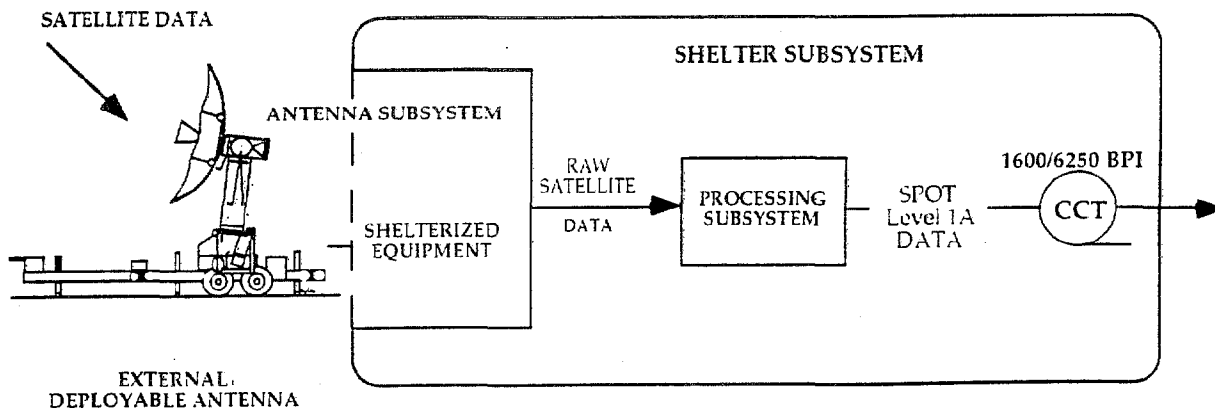 SATELLITE DATA
SHELTER SUBSYSTEM
ANTENNA SUBSYSTEM
SHELTERIZED
EQUIPMENT
RAW
SATELLITE
DATA
PROCESSING
SUBSYSTEM
SPOT
Level 1A
DATA
1600/6250 BPI
CCT
EXTERNAL
DEPLOYABLE ANTENNA